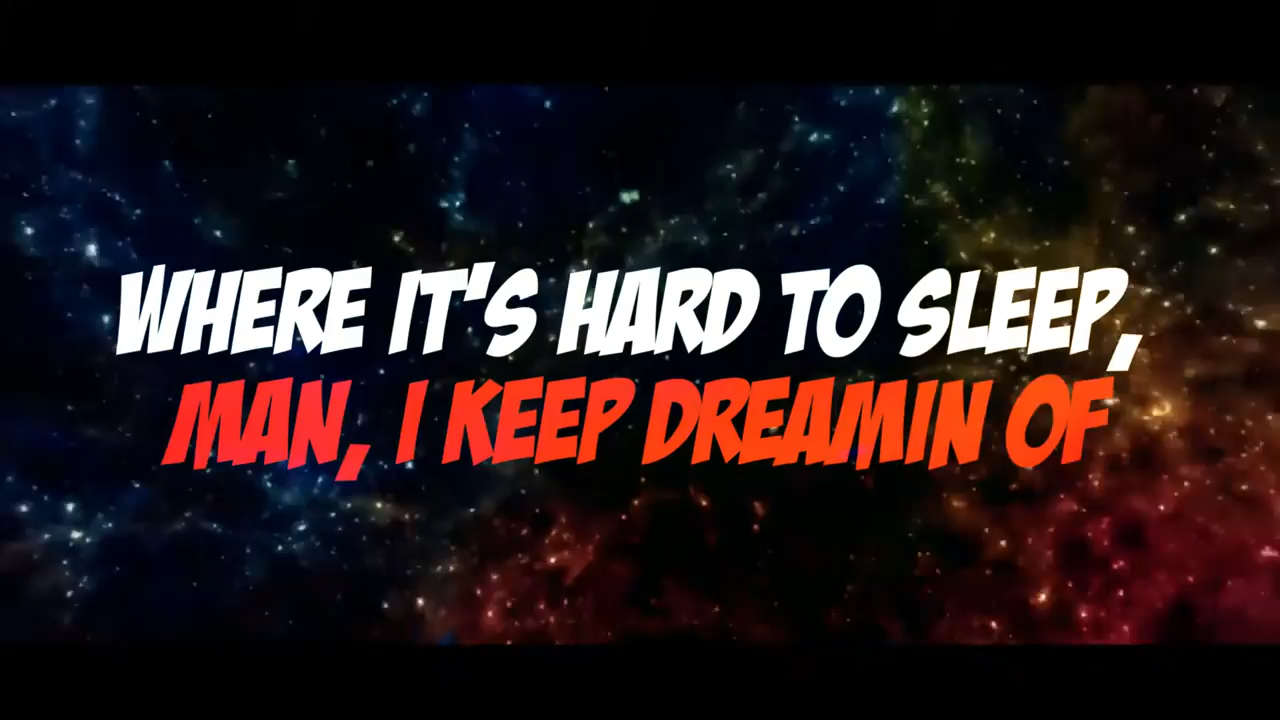 WHERE IT'S HARD TO SLEEP,
MAN, I KEEP DREAMIN OF